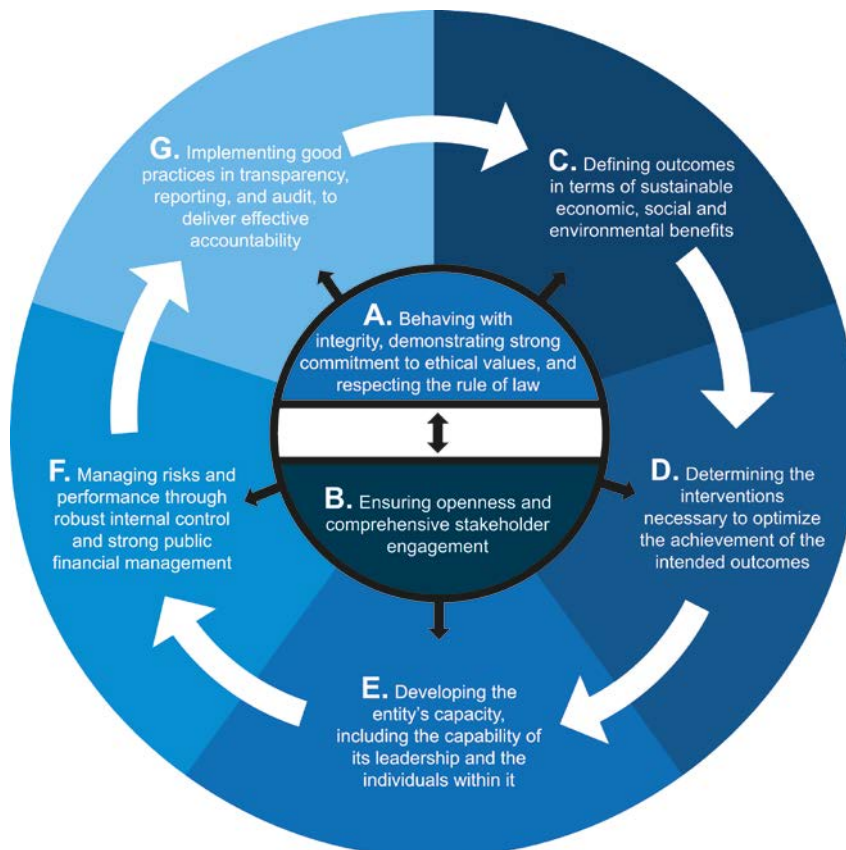 A. Behaving with
integrity, demonstrating strong
commitment to ethical values, and
respecting the rule of law
B. Ensuring openness and
comprehensive stakeholder
engagement
C. Defining outcomes
in terms of sustainable
economic, social and
environmental benefits
D. Determining the
interventions
necessary to optimize
the achievement of the
intended outcomes
E. Developing the
entity's capacity,
including the capability of
its leadership and the
individuals within it
F. Managing risks and
performance through
robust internal control
and strong public
financial management
G. Implementing good
practices in transparency,
reporting, and audit, to
deliver effective
accountability